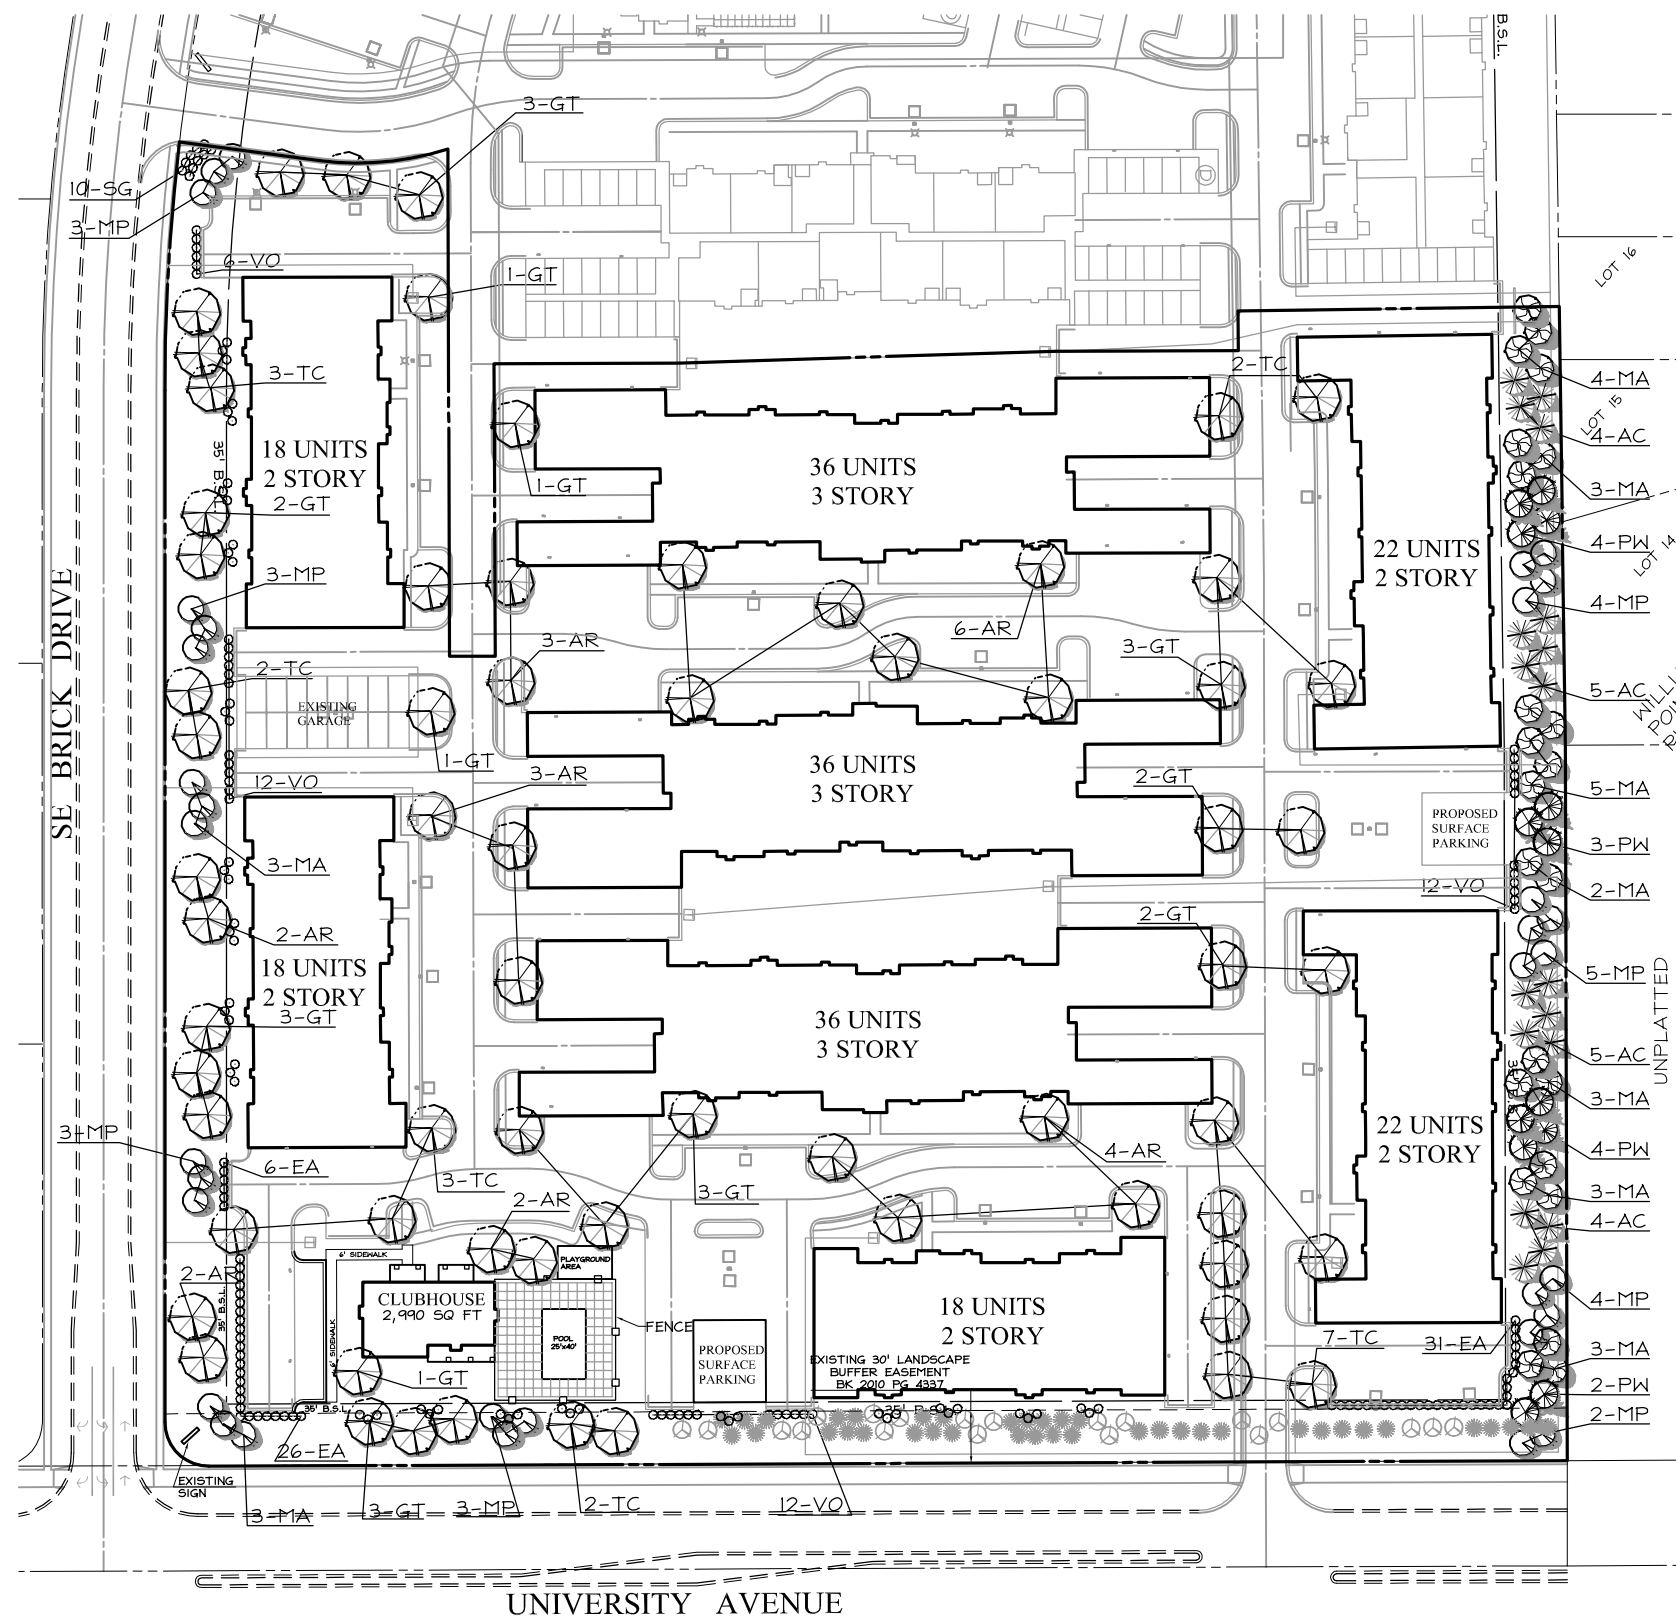 B.S.L.
3-GT
10-SG
3-MP
6-VO
1-GT
LOT 16
3-TC
2-TC
4-MA
LOT 15
4-AC
35' B.S.L.
18 UNITS
2 STORY
2-GT
1-GT
36 UNITS
3 STORY
3-MA
22 UNITS
2 STORY
4-PW
LOT 14
3-MP
4-MP
SE BRICK DRIVE
3-AR
6-AR
3-GT
2-TC
5-AC
EXISTING
GARAGE
1-GT
3-AR
36 UNITS
3 STORY
2-GT
12-VO
5-MA
PROPOSED
SURFACE
PARKING
3-PW
3-MA
12-VO
2-MA
2-AR
2-GT
18 UNITS
2 STORY
5-MP
UNPLATTED
3-GT
36 UNITS
3 STORY
5-AC
3-MA
22 UNITS
2 STORY
3-MP
6-EA
3-TC
4-AR
4-PW
2-AR
3-GT
3-MA
4-AC
6' SIDEWALK
PLAYGROUND
AREA
2-AR
35' B.S.L.
CLUBHOUSE
2,990 SQ FT
6' SIDEWALK
POOL
25'x40'
FENCE
18 UNITS
2 STORY
4-MP
7-TC
31-EA
PROPOSED
SURFACE
PARKING
EXISTING 30' LANDSCAPE
BUFFER EASEMENT
BK 2010 PG 4337
3-MA
1-GT
2-PW
35' B.S.L.
35' B.S.L.
2-MP
26-EA
EXISTING
SIGN
3-MA
3-GT
3-MP
2-TC
12-VO
UNIVERSITY AVENUE